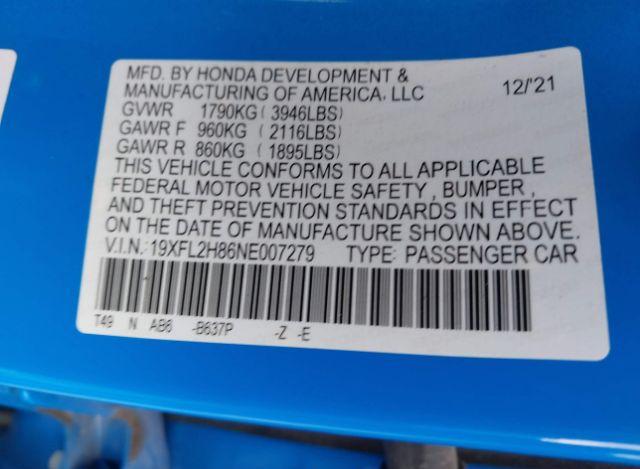 MFD. BY HONDA DEVELOPMENT &
MANUFACTURING OF AMERICA, LLC 12/'21
GVWR 1790KG ( 3946LBS)
GAWR F 960KG ( 2116LBS)
GAWR R 860KG ( 1895LBS)
THIS VEHICLE CONFORMS TO ALL APPLICABLE
FEDERAL MOTOR VEHICLE SAFETY , BUMPER ,
AND THEFT PREVENTION STANDARDS IN EFFECT
ON THE DATE OF MANUFACTURE SHOWN ABOVE.
V.I.N.: 19XFL2H86NE007279 TYPE: PASSENGER CAR
T49 N AB6 -B637P -Z -E